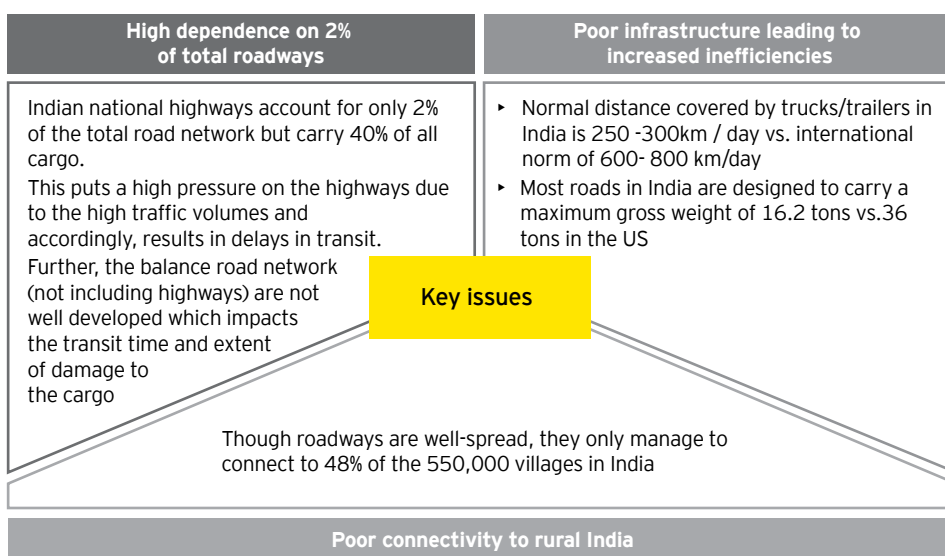 High dependence on 2%
of total roadways
Indian national highways account for only 2%
of the total road network but carry 40% of all
cargo.
This puts a high pressure on the highways due
to the high traffic volumes and
accordingly, results in delays in transit.
Further, the balance road network
(not including highways) are not
well developed which impacts
the transit time and extent
of damage to
the cargo
Poor infrastructure leading to
increased inefficiencies
▸ Normal distance covered by trucks/trailers in
India is 250 -300km / day vs. international
norm of 600- 800 km/day
▸ Most roads in India are designed to carry a
maximum gross weight of 16.2 tons vs.36
tons in the US
Key issues
Though roadways are well-spread, they only manage to
connect to 48% of the 550,000 villages in India
Poor connectivity to rural India